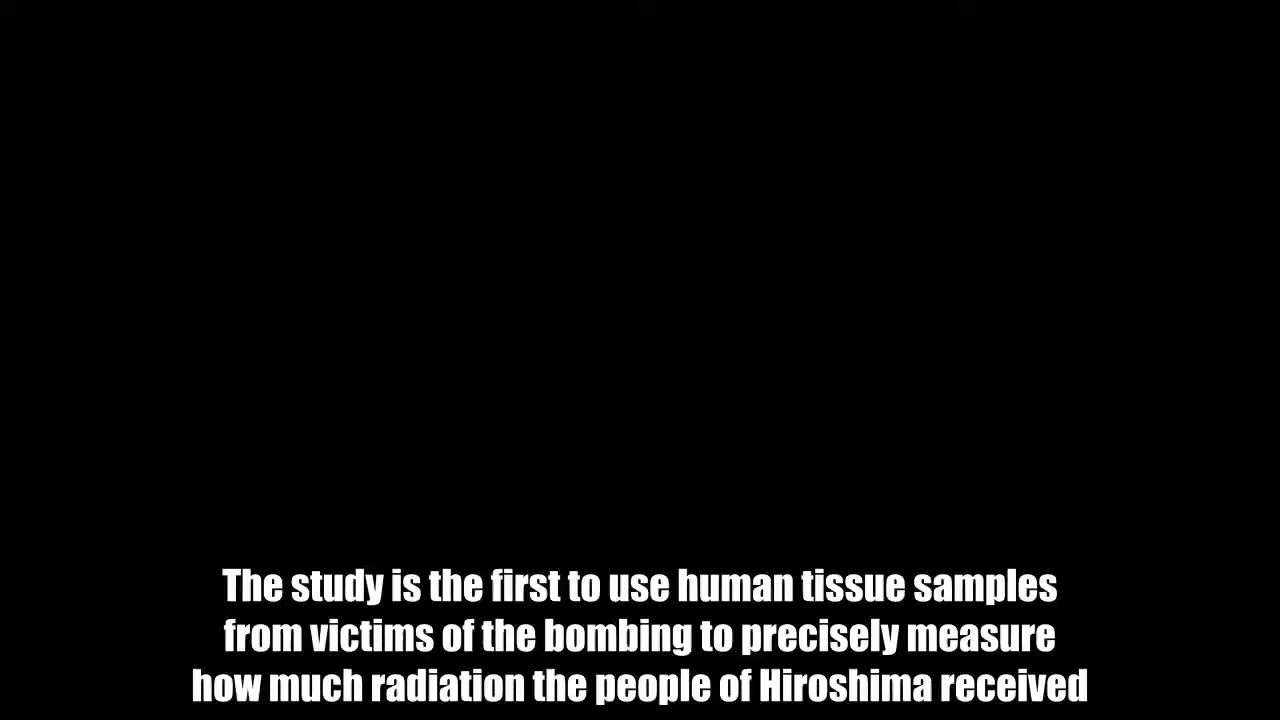 The study is the first to use human tissue samples
from victims of the bombing to precisely measure
how much radiation the people of Hiroshima received